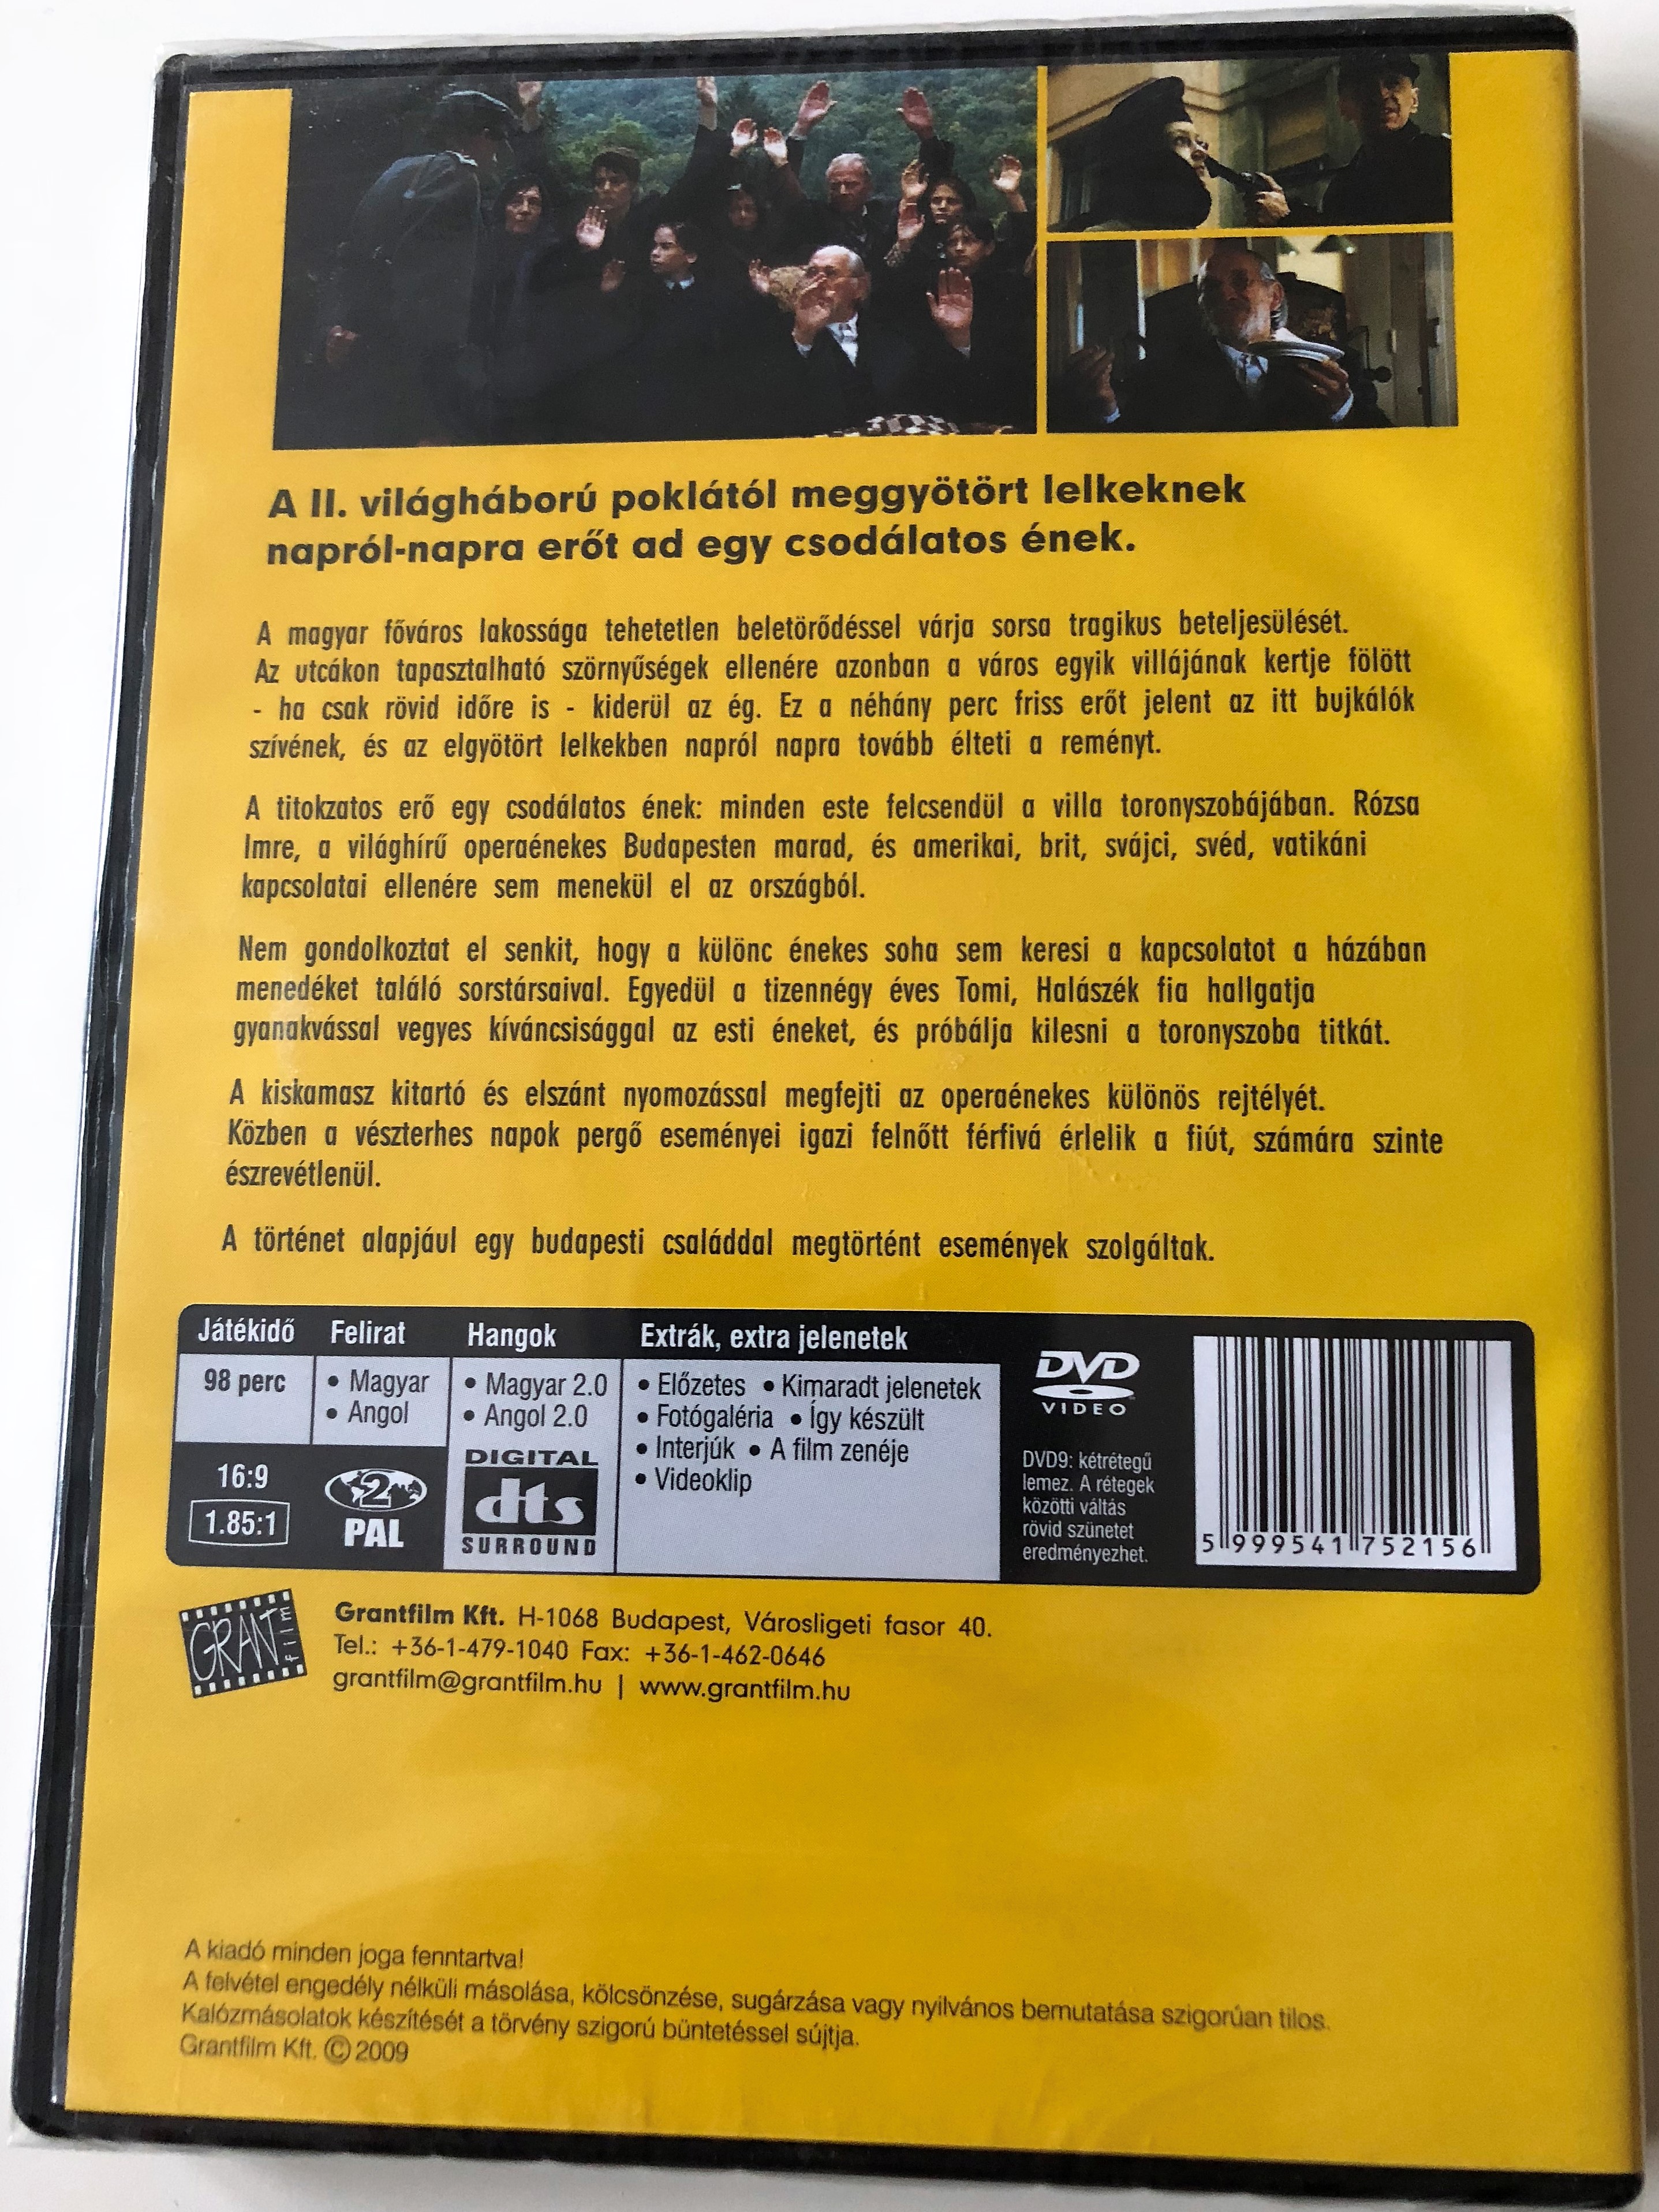 A II. világháború poklától meggyötört lelkeknek
napról-napra erőt ad egy csodálatos ének.
A magyar főváros lakossága tehetetlen beletörődéssel várja sorsa tragikus beteljesülését.
Az utcákon tapasztalható szörnyűségek ellenére azonban a város egyik villájának kertje fölött
- ha csak rövid időre is - kiderül az ég. Ez a néhány perc friss erőt jelent az itt bujkálók
szívének, és az elgyötört lelkekben napról napra tovább élteti a reményt.
A titokzatos erő egy csodálatos ének: minden este felcsendül a villa toronyszobájában. Rózsa
Imre, a világhírű operaénekes Budapesten marad, és amerikai, brit, svájci, svéd, vatikáni
kapcsolatai ellenére sem menekül el az országból.
Nem gondolkoztat el senkit, hogy a különc énekes soha sem keresi a kapcsolatot a házában
menedéket találó sorstársaival. Egyedül a tizennégy éves Tomi, Halászék fia hallgatja
gyanakvással vegyes kíváncsisággal az esti éneket, és próbálja kilesni a toronyszoba titkát.
A kiskamasz kitartó és elszánt nyomozással megfejti az operaénekes különös rejtélyét.
Közben a vészterhes napok pergő eseményei igazi felnőtt férfivá érlelik a fiút, számára szinte
észrevétlenül.
A történet alapjául egy budapesti családdal megtörtént események szolgáltak.
Játékidő Felirat Hangok Extrák, extra jelenetek
98 perc
• Magyar
• Angol
• Magyar 2.0
• Angol 2.0
• Előzetes • Kimaradt jelenetek
• Fotógaléria • Így készült
• Interjúk • A film zenéje
• Videoklip
16:9
1.85:1
2
PAL
DIGITAL
dts
SURROUND
DVD
VIDEO
DVD9: kétrétegű
lemez. A rétegek
közötti váltás
rövid szünetet
eredményezhet.
5 999541 752156
GRANT film
Grantfilm Kft. H-1068 Budapest, Városligeti fasor 40.
Tel.: +36-1-479-1040 Fax: +36-1-462-0646
grantfilm@grantfilm.hu | www.grantfilm.hu
A kiadó minden joga fenntartva!
A felvétel engedély nélküli másolása, kölcsönzése, sugárzása vagy nyilvános bemutatása szigorúan tilos.
Kalózmásolatok készítését a törvény szigorú büntetéssel sújtja.
Grantfilm Kft. © 2009